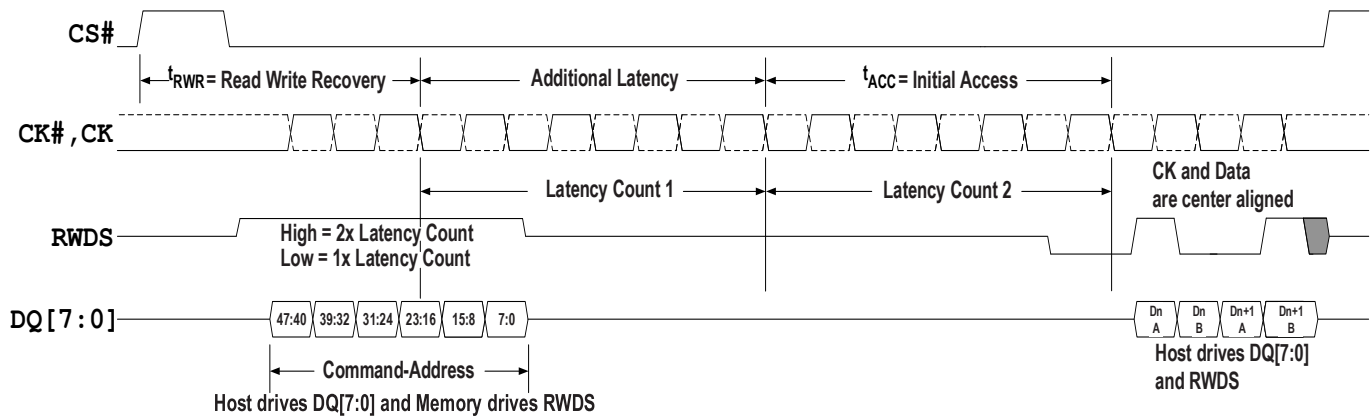 CS#
tRWR = Read Write Recovery
Additional Latency
tACC = Initial Access
CK#,CK
Latency Count 1
Latency Count 2
CK and Data
are center aligned
RWDS
High = 2x Latency Count
Low = 1x Latency Count
DQ[7:0]
47:40 39:32 31:24 23:16 15:8 7:0
Dn A
Dn B
Dn+1 A
Dn+1 B
Command-Address
Host drives DQ[7:0]
and RWDS
Host drives DQ[7:0] and Memory drives RWDS